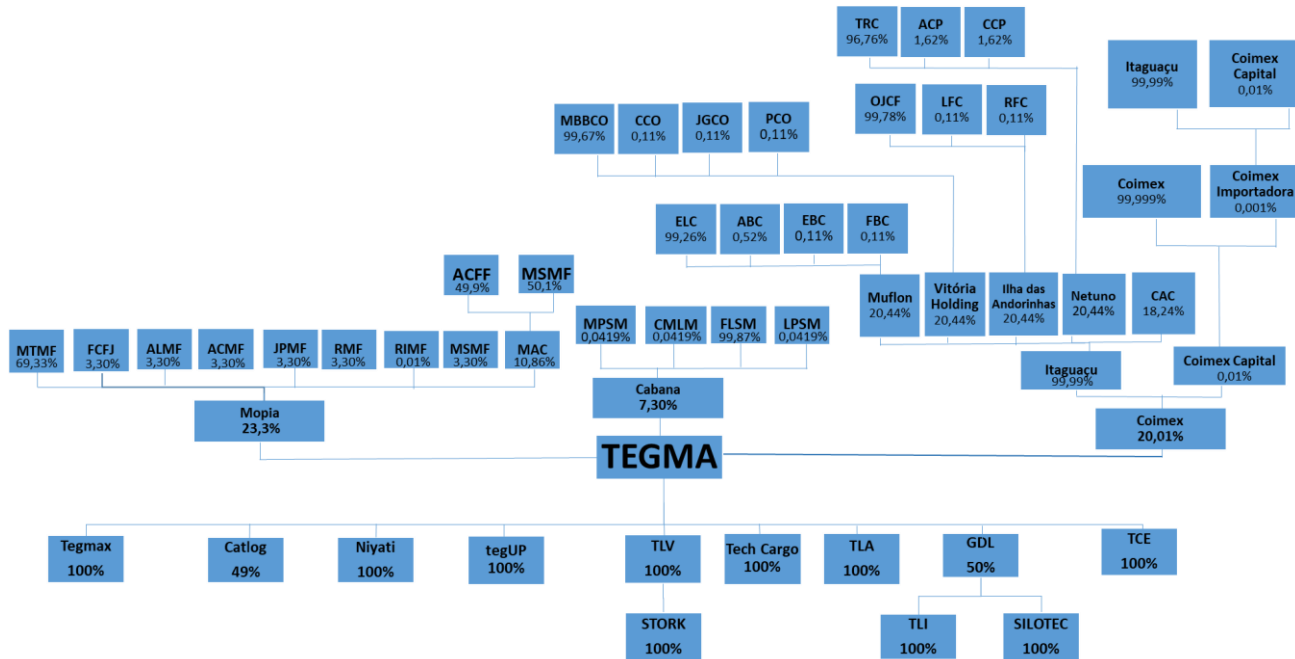 TRC
96,76%
ACP
1,62%
CCP
1,62%
Itaguaçu
99,99%
Coimex
Capital
0,01%
MBBCO
99,67%
CCO
0,11%
JGCO
0,11%
PCO
0,11%
OJCF
99,78%
LFC
0,11%
RFC
0,11%
Coimex
99,999%
Coimex
Importadora
0,001%
ELC
99,26%
ABC
0,52%
EBC
0,11%
FBC
0,11%
ACFF
49,9%
MSMF
50,1%
Muflon
20,44%
Vitória
Holding
20,44%
Ilha das
Andorinhas
20,44%
Netuno
20,44%
CAC
18,24%
MPSM
0,0419%
CMLM
0,0419%
FLSM
99,87%
LPSM
0,0419%
MTMF
69,33%
FCFJ
3,30%
ALMF
3,30%
ACMF
3,30%
JPMF
3,30%
RMF
3,30%
RIMF
0,01%
MSMF
3,30%
MAC
10,86%
Itaguaçu
99,99%
Coimex Capital
0,01%
Mopia
23,3%
Cabana
7,30%
Coimex
20,01%
TEGMA
Tegmax
100%
Catlog
49%
Niyati
100%
tegUP
100%
TLV
100%
Tech Cargo
100%
TLA
100%
GDL
50%
TCE
100%
STORK
100%
TLI
100%
SILOTEC
100%